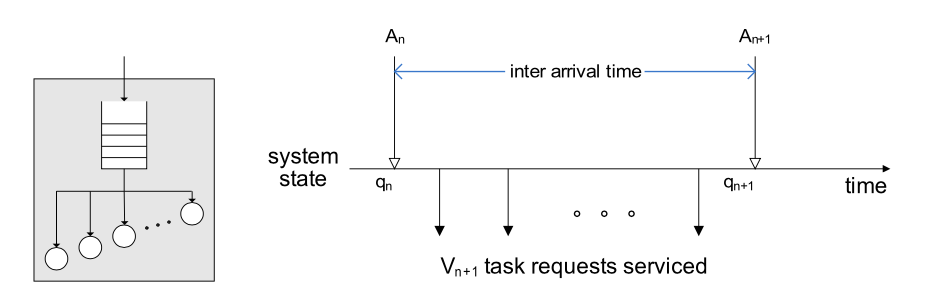 Aₙ
Aₙ₊₁
inter arrival time
system
state
qₙ
qₙ₊₁
time
Vₙ₊₁ task requests serviced